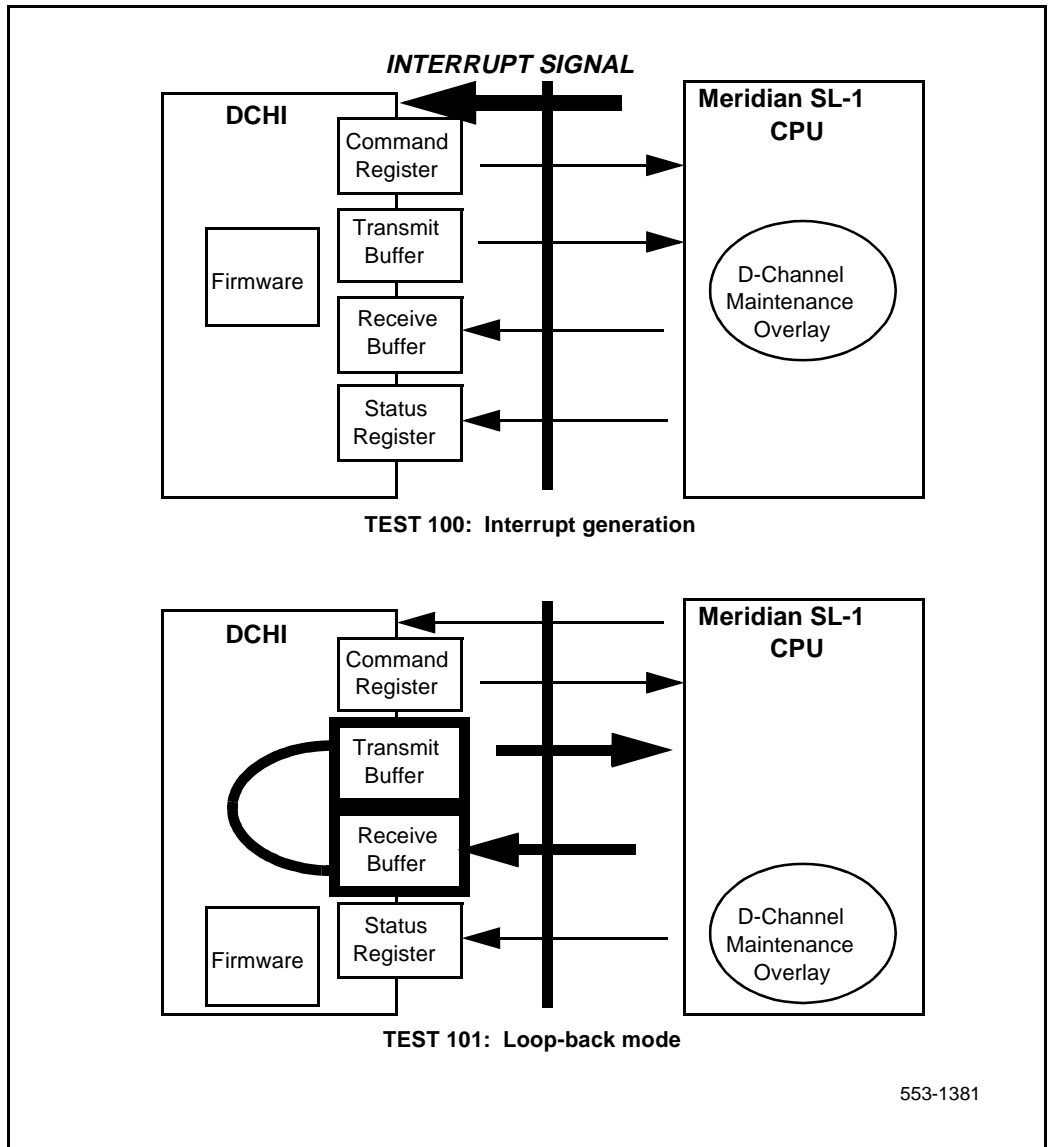 INTERRUPT SIGNAL
DCHI
Meridian SL-1
CPU
Command
Register
Transmit
Buffer
Firmware
D-Channel
Maintenance
Overlay
Receive
Buffer
Status
Register
TEST 100: Interrupt generation
DCHI
Meridian SL-1
CPU
Command
Register
Transmit
Buffer
Receive
Buffer
Status
Register
Firmware
D-Channel
Maintenance
Overlay
TEST 101: Loop-back mode
553-1381